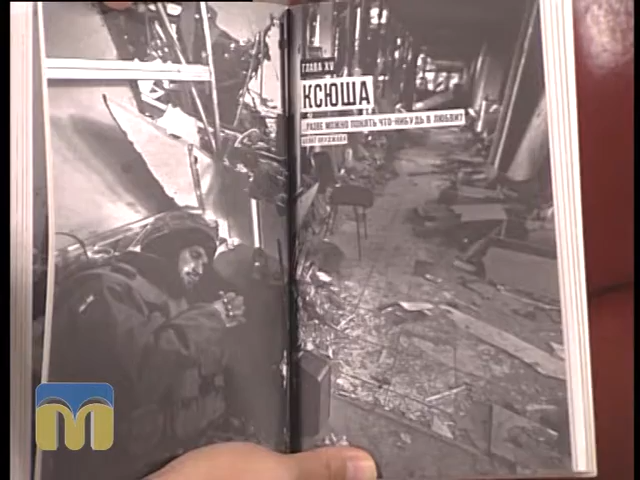 ГЛАВА XV
КСЮША
...РАЗВЕ МОЖНО ПОНЯТЬ ЧТО-НИБУДЬ В ЛЮБВИ?
М